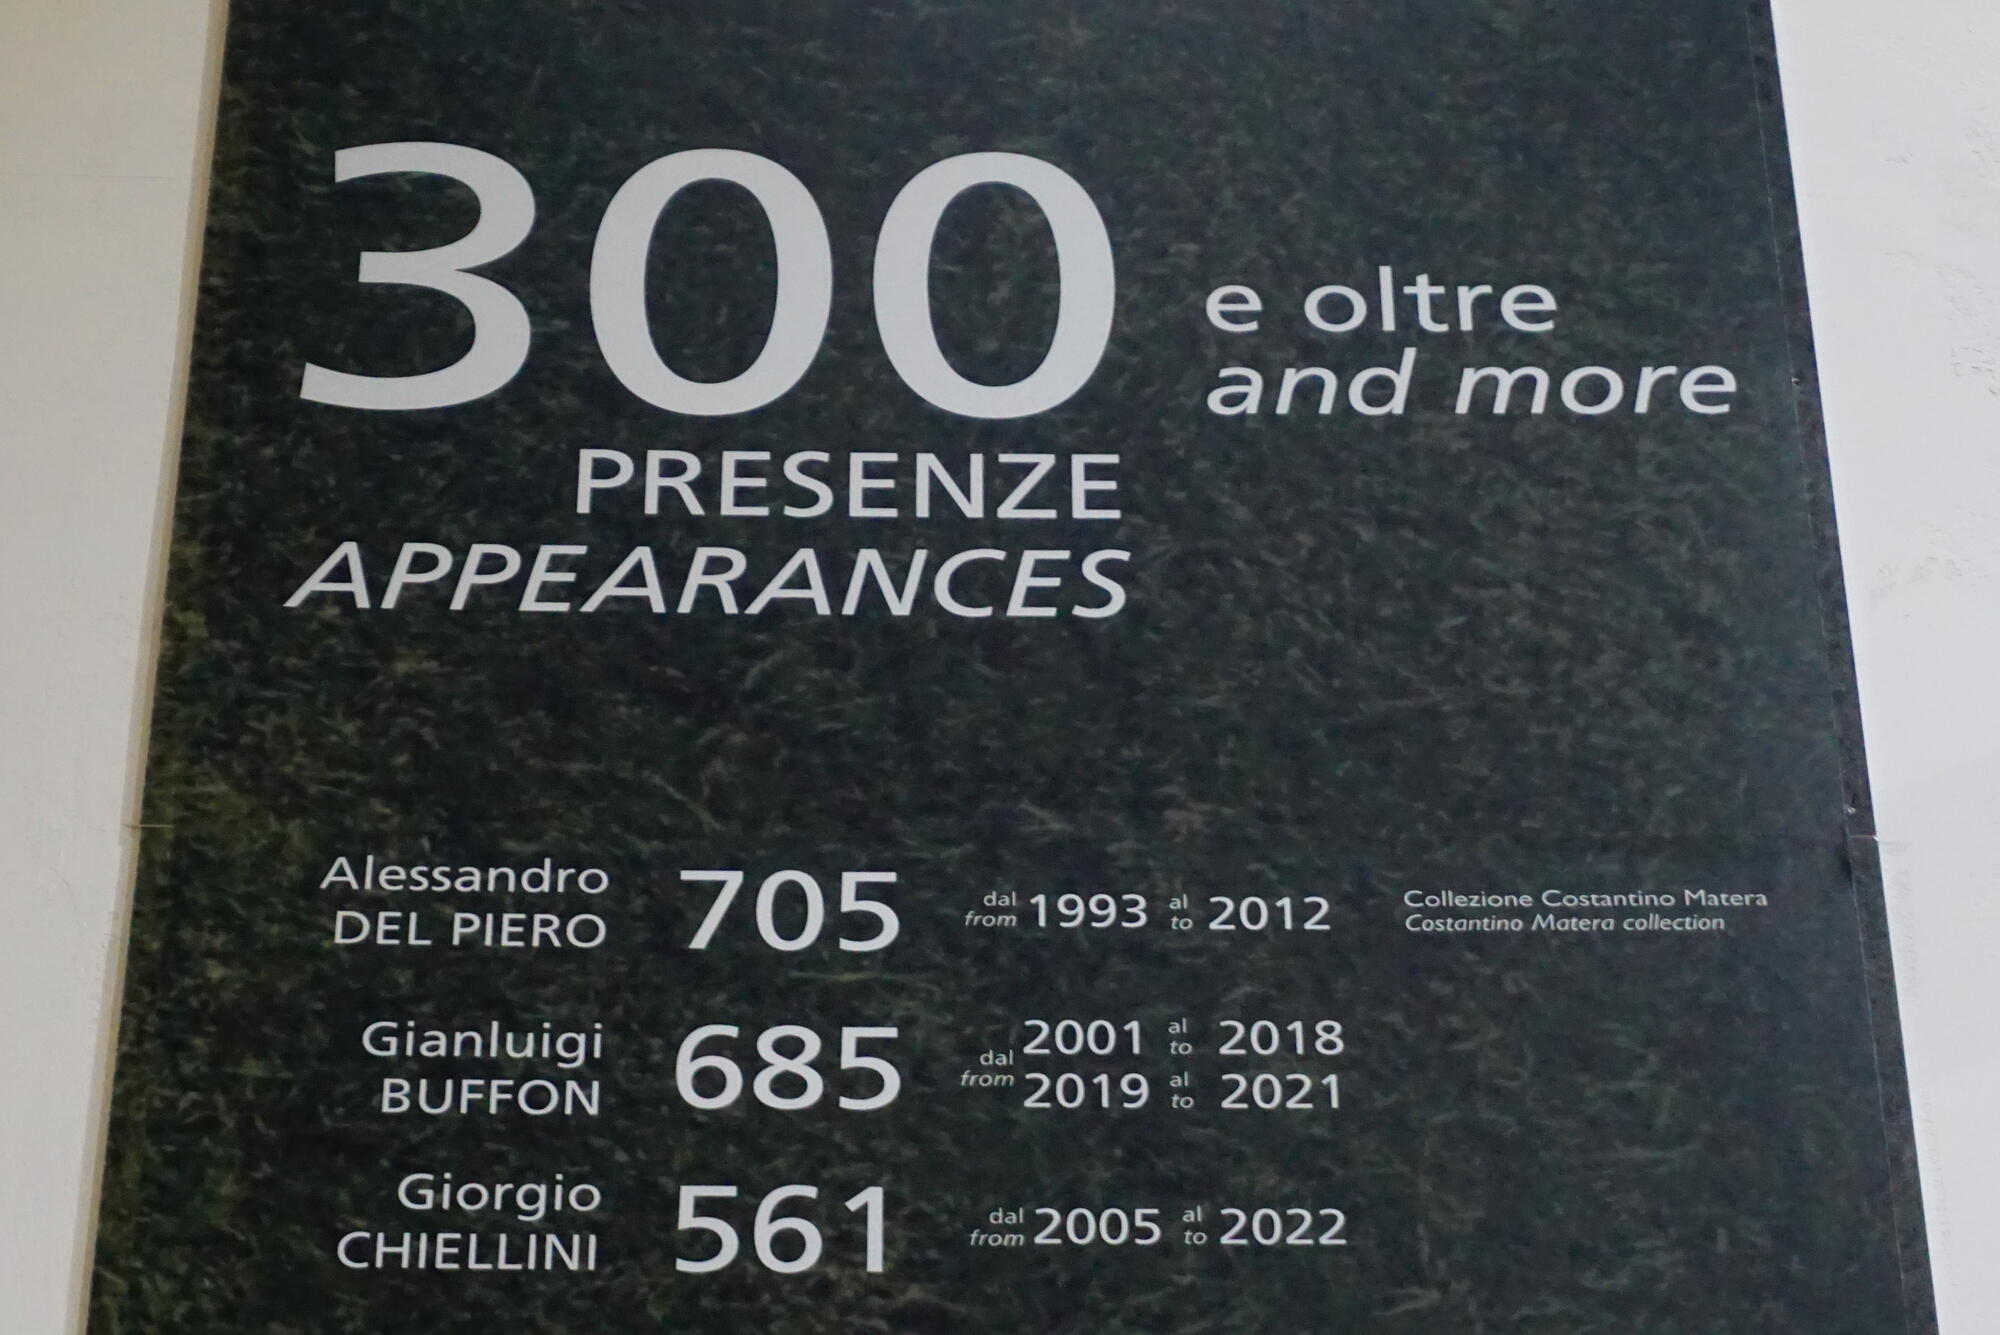 300 e oltre
and more
PRESENZE
APPEARANCES
Alessandro
DEL PIERO
705
dal
from
1993
al
to
2012
Collezione Costantino Matera
Costantino Matera collection
Gianluigi
BUFFON
685
dal
from
2001 al
to
2018
2019 al
to
2021
Giorgio
CHIELLINI
561
dal
from
2005
al
to
2022